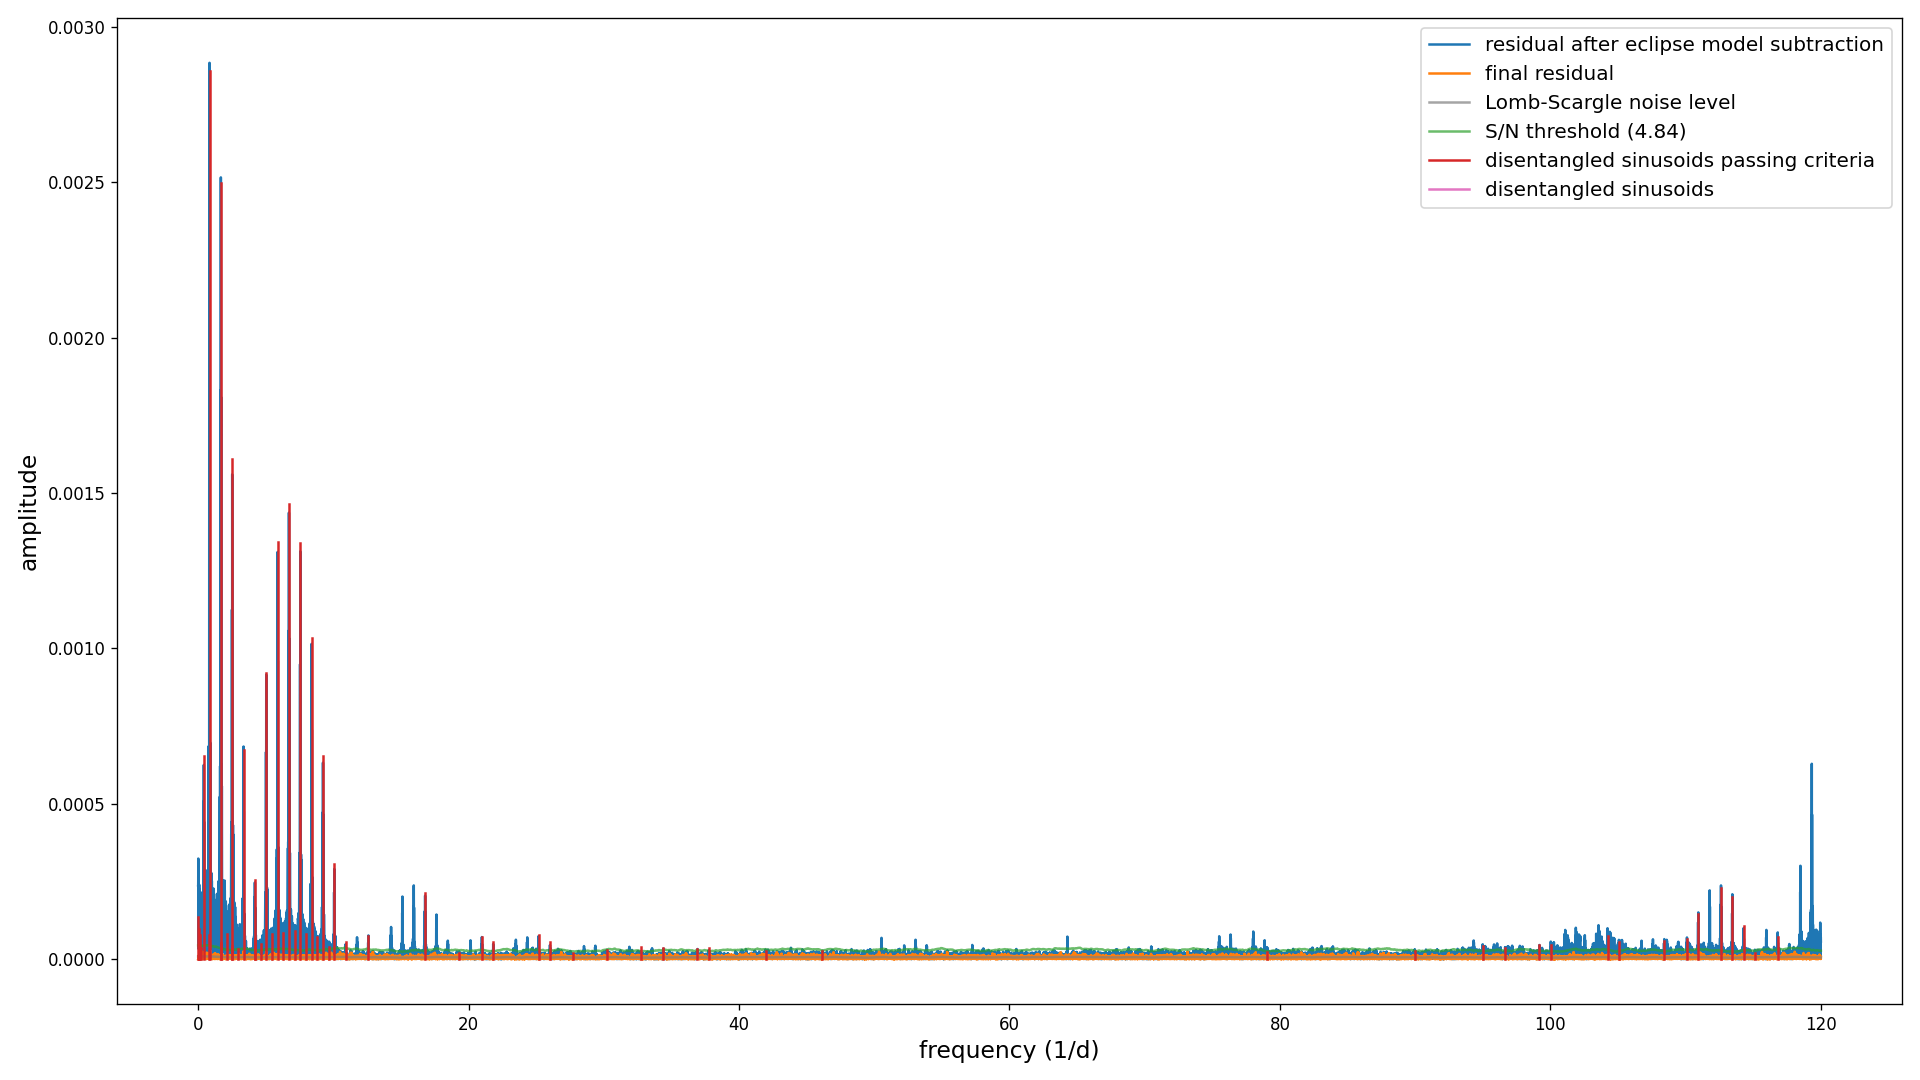 0.0030
0.0025
0.0020
0.0015
0.0010
0.0005
0.0000
amplitude
0 20 40 60 80 100 120
frequency (1/d)
residual after eclipse model subtraction
final residual
Lomb-Scargle noise level
S/N threshold (4.84)
disentangled sinusoids passing criteria
disentangled sinusoids